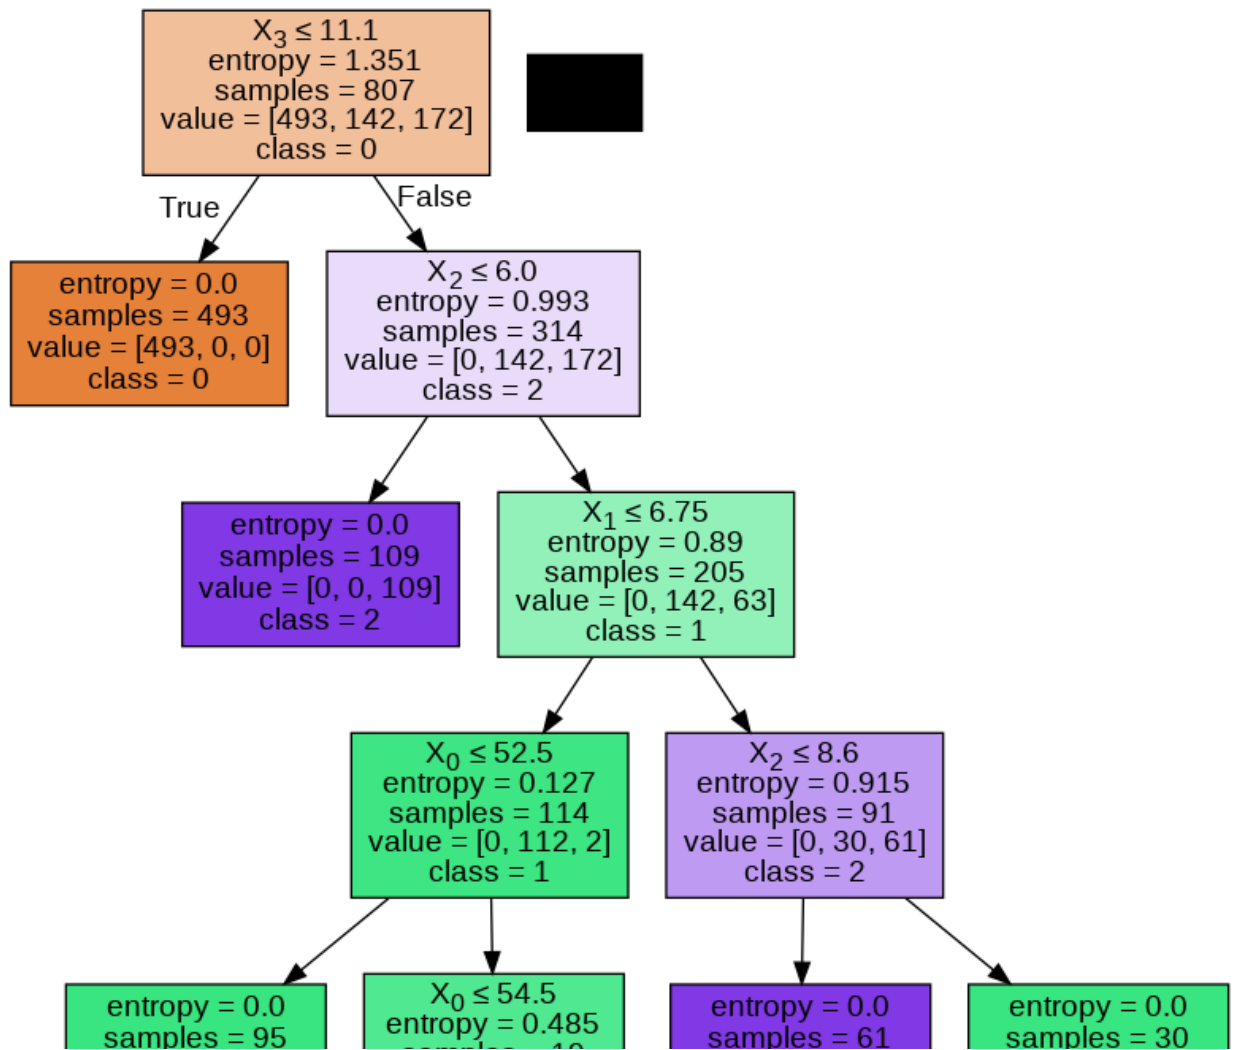 X₃ ≤ 11.1
entropy = 1.351
samples = 807
value = [493, 142, 172]
class = 0
True
False
entropy = 0.0
samples = 493
value = [493, 0, 0]
class = 0
X₂ ≤ 6.0
entropy = 0.993
samples = 314
value = [0, 142, 172]
class = 2
entropy = 0.0
samples = 109
value = [0, 0, 109]
class = 2
X₁ ≤ 6.75
entropy = 0.89
samples = 205
value = [0, 142, 63]
class = 1
X₀ ≤ 52.5
entropy = 0.127
samples = 114
value = [0, 112, 2]
class = 1
X₂ ≤ 8.6
entropy = 0.915
samples = 91
value = [0, 30, 61]
class = 2
entropy = 0.0
samples = 95
X₀ ≤ 54.5
entropy = 0.485
samples = 19
entropy = 0.0
samples = 61
entropy = 0.0
samples = 30